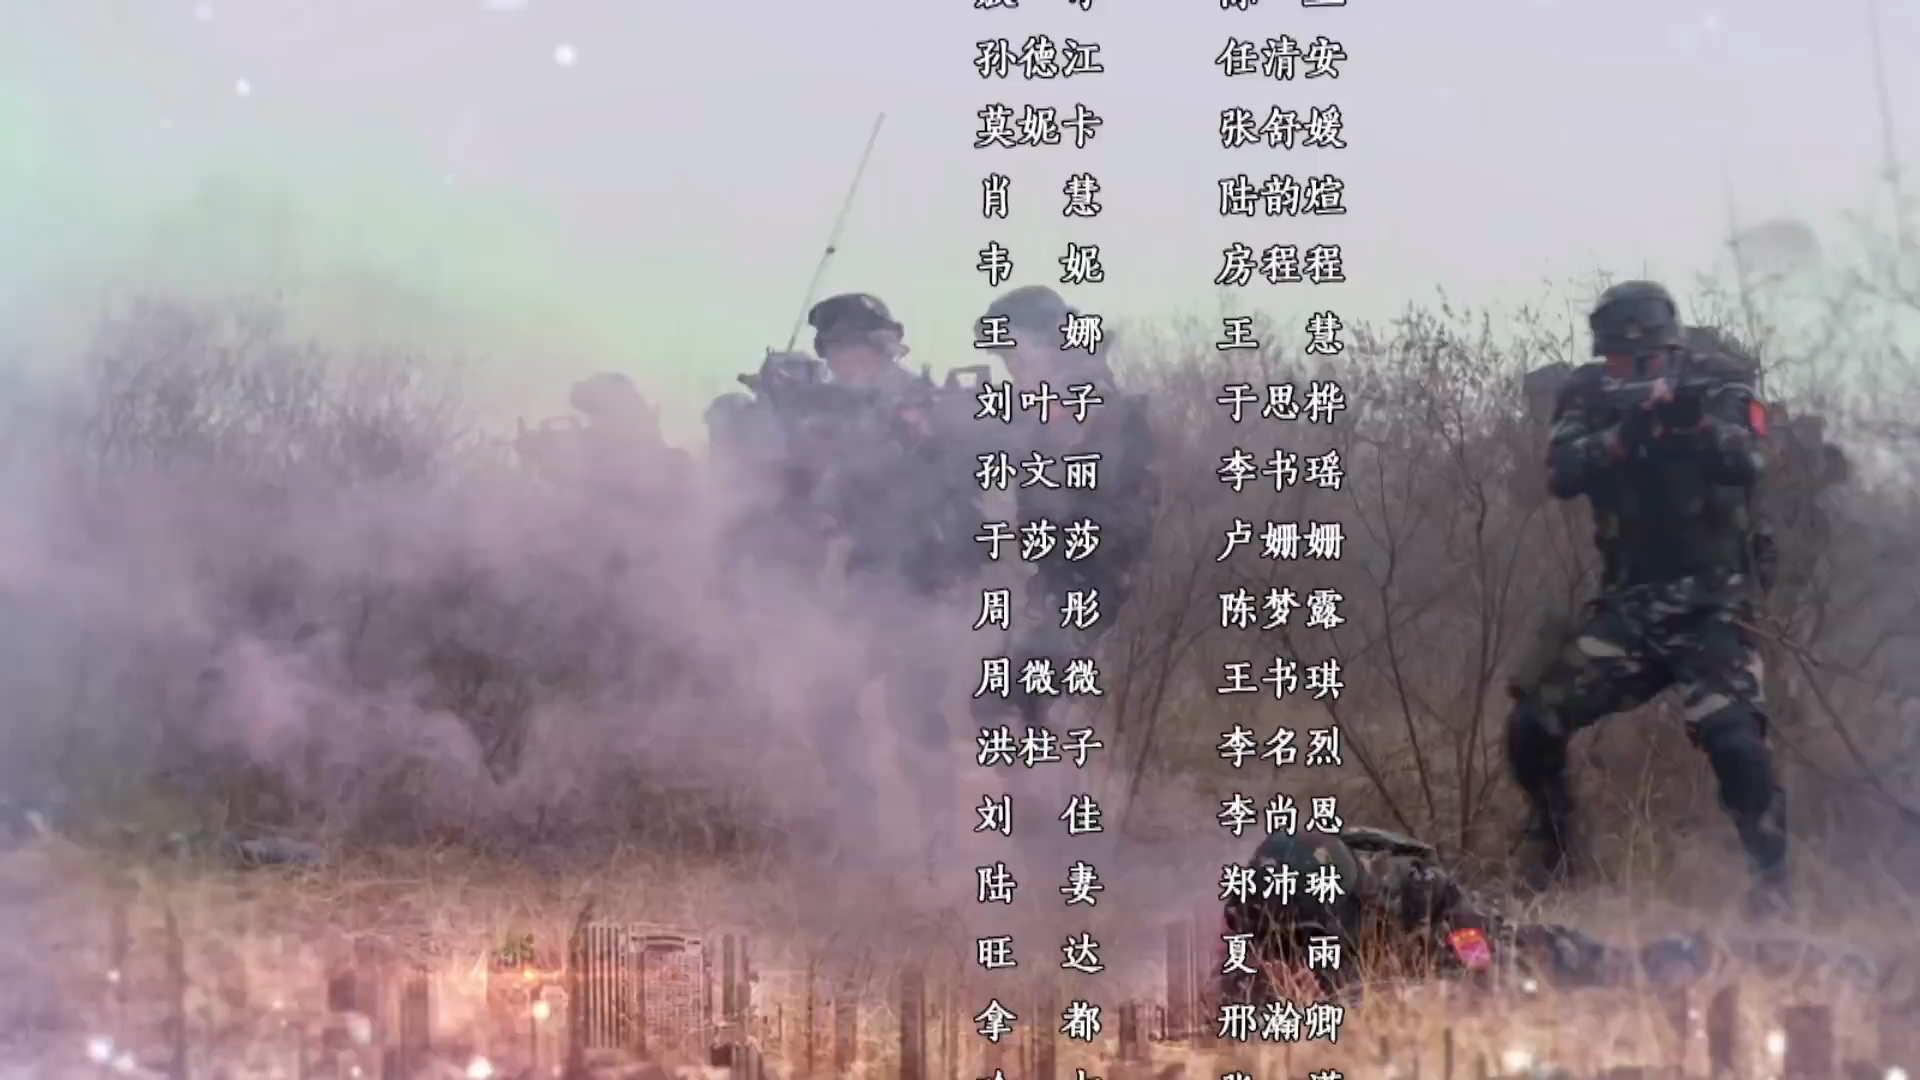 孙德江 任清安
莫妮卡 张舒媛
肖慧 陆韵煊
韦妮 房程程
王娜 王慧
刘叶子 于思桦
孙文丽 李书瑶
于莎莎 卢姗姗
周彤 陈梦露
周微微 王书琪
洪柱子 李名烈
刘佳 李尚恩
陆妻 郑沛琳
旺达 夏雨
拿都 邢瀚卿